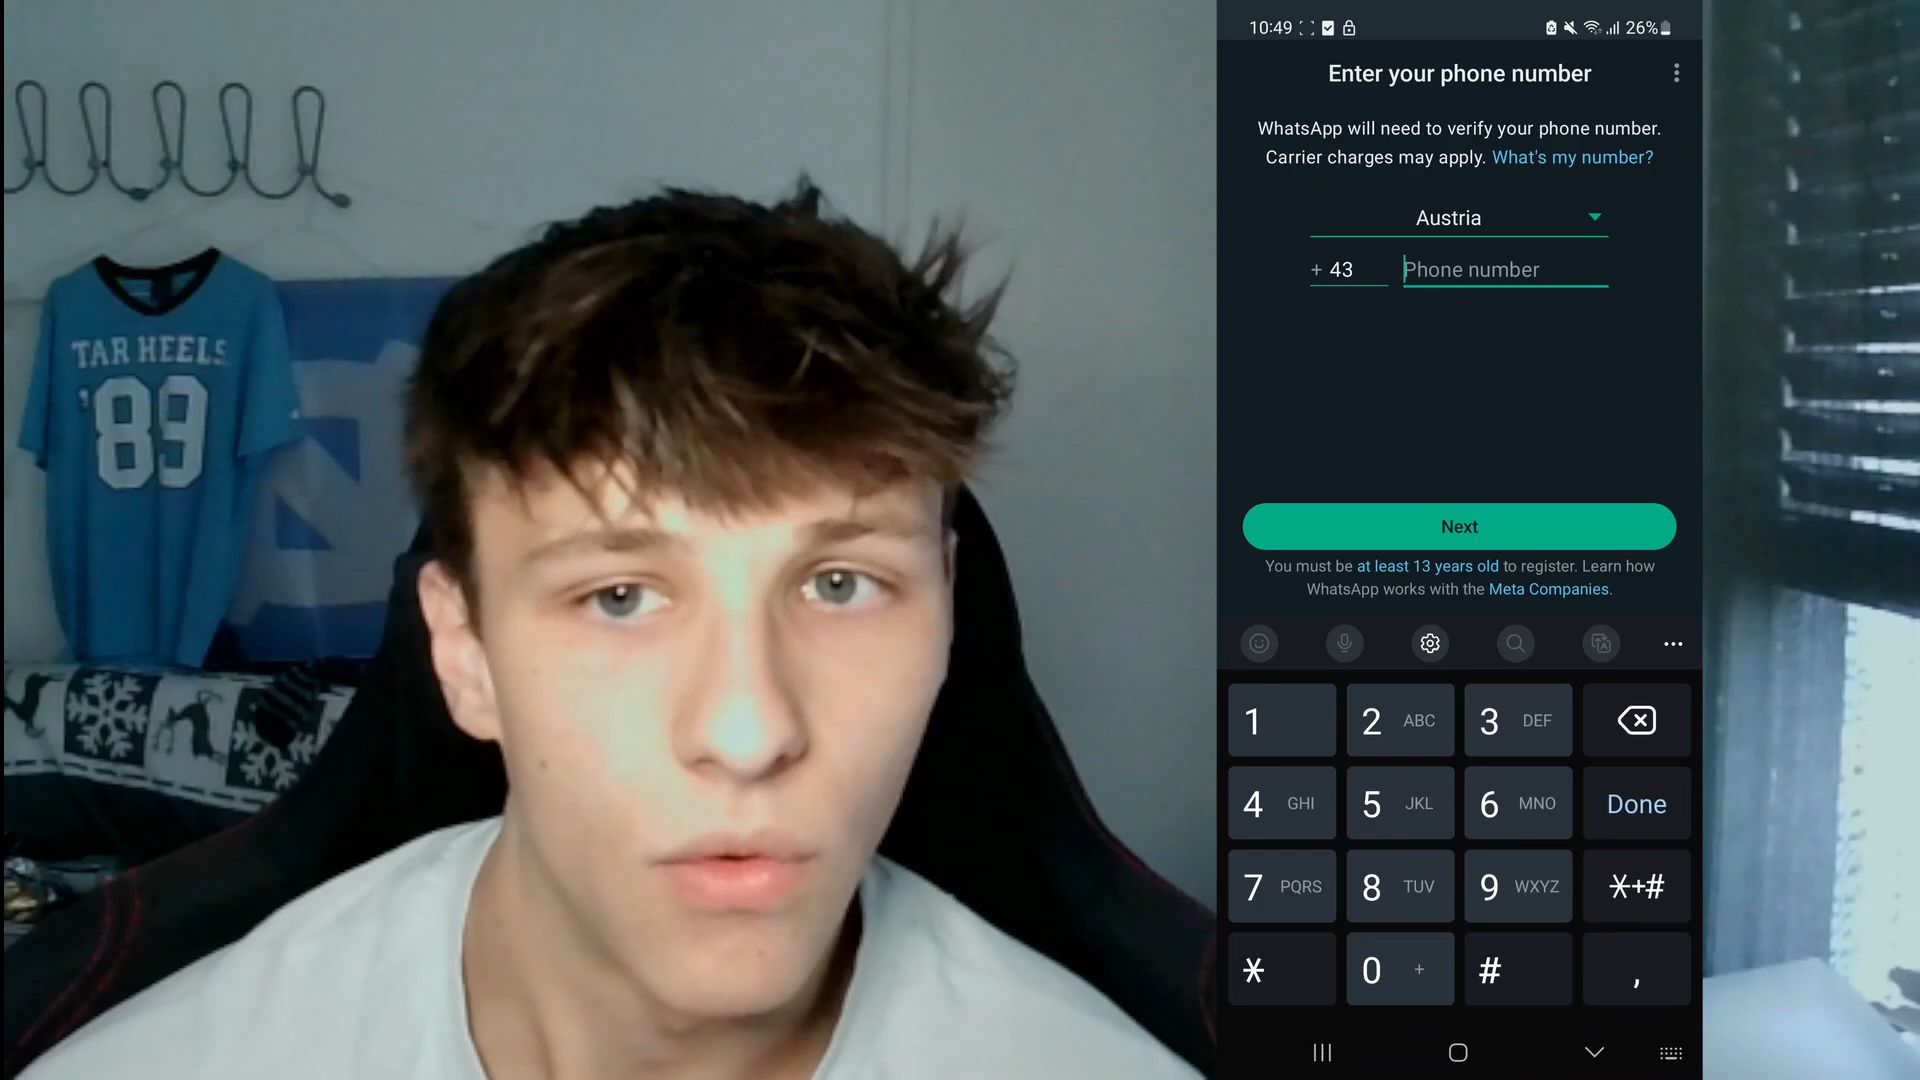 TAR HEELS
'89
10:49
26%
Enter your phone number
WhatsApp will need to verify your phone number.
Carrier charges may apply. What's my number?
Austria
+ 43 Phone number
Next
You must be at least 13 years old to register. Learn how
WhatsApp works with the Meta Companies.
1 2 ABC 3 DEF
4 GHI 5 JKL 6 MNO Done
7 PQRS 8 TUV 9 WXYZ *+#
* 0 + # ,